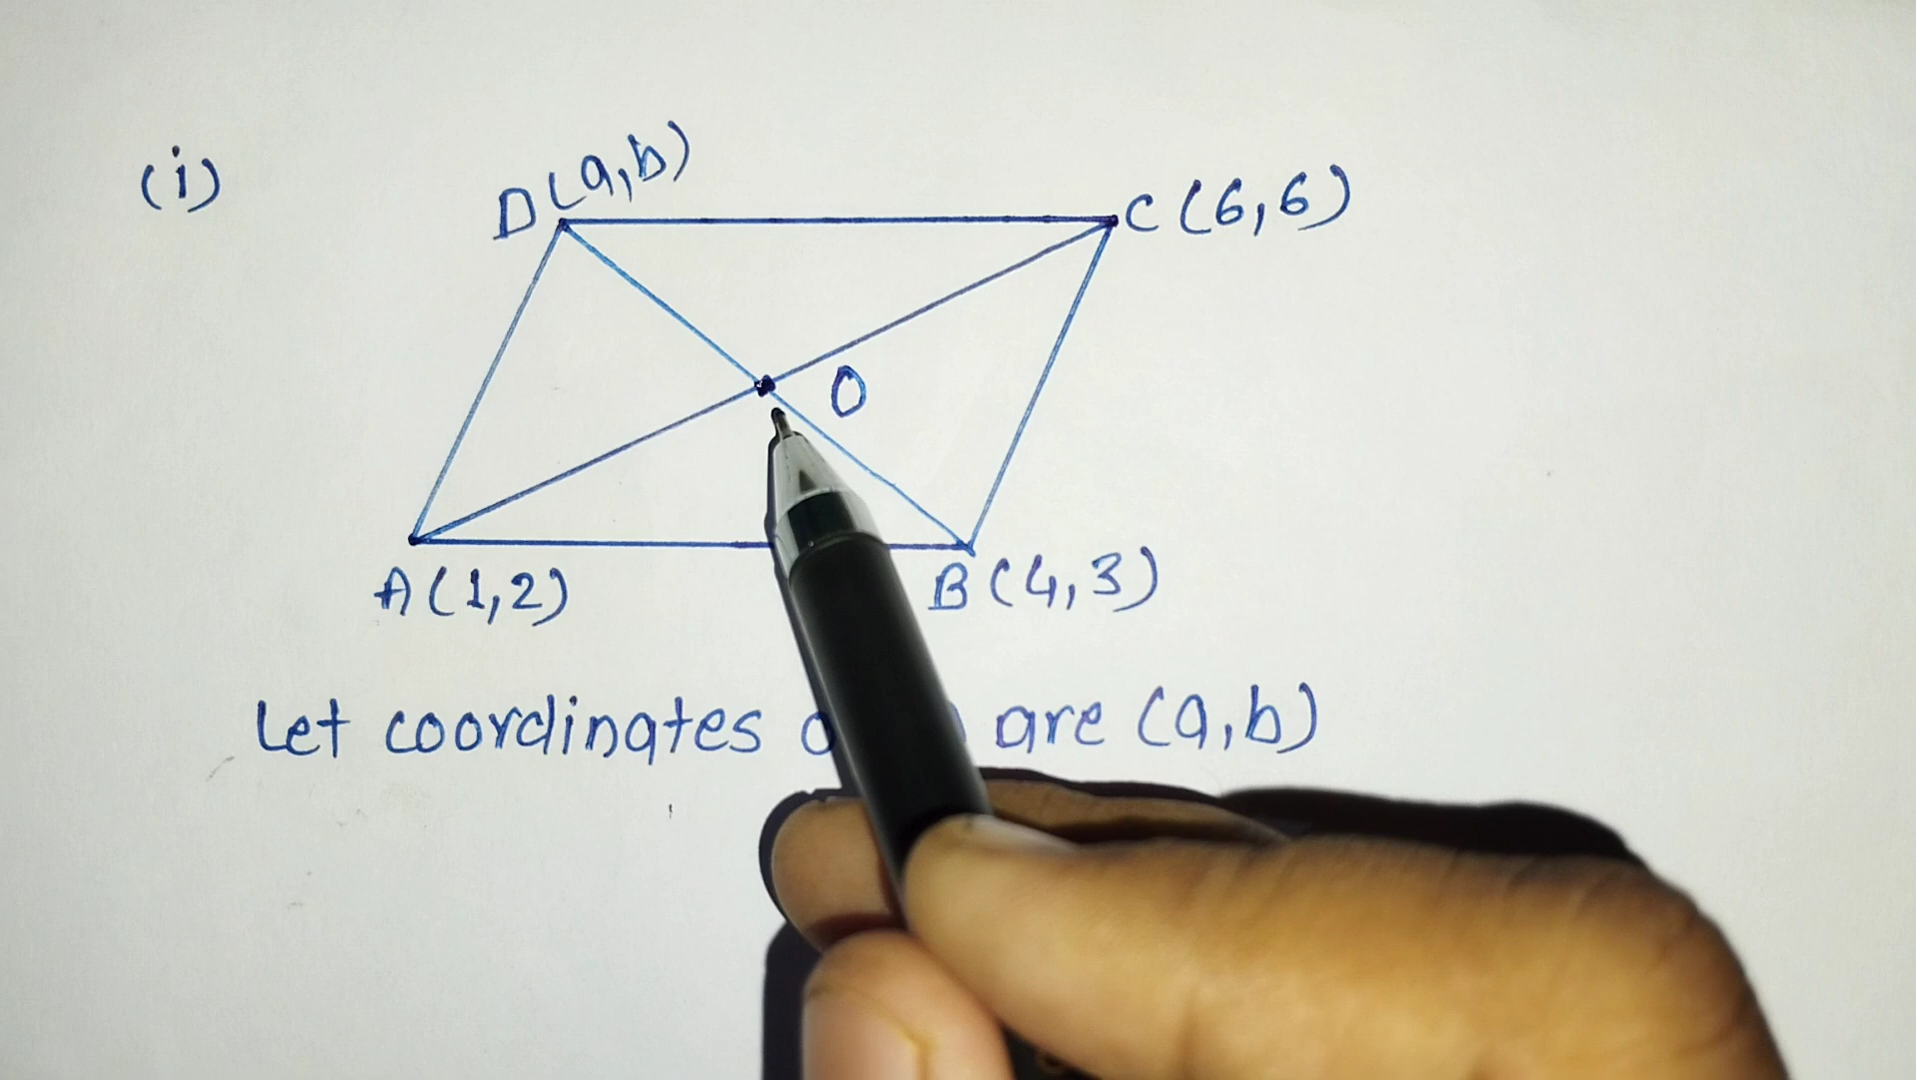 (i)
D(a,b)
C(6,6)
O
A(1,2)
B(4,3)
Let coordinates are (a,b)